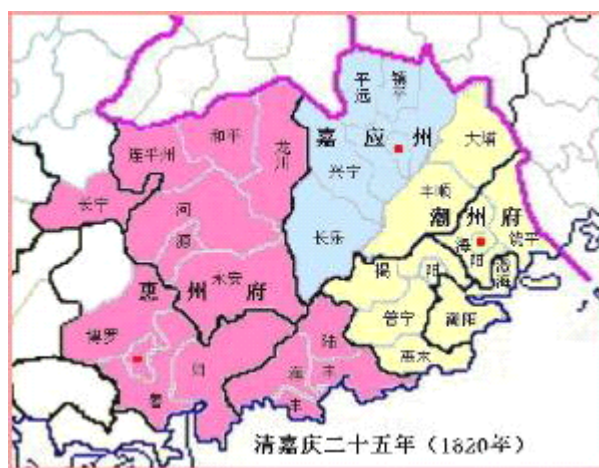 平远
镇平
嘉应州
大埔
连平州
和平
龙川
兴宁
长宁
丰顺
潮州府
河源
长乐
海阳
饶平
揭阳
澄海
永安
惠州府
普宁
潮阳
博罗
陆丰
惠来
归善
海丰
清嘉庆二十五年（1820年）